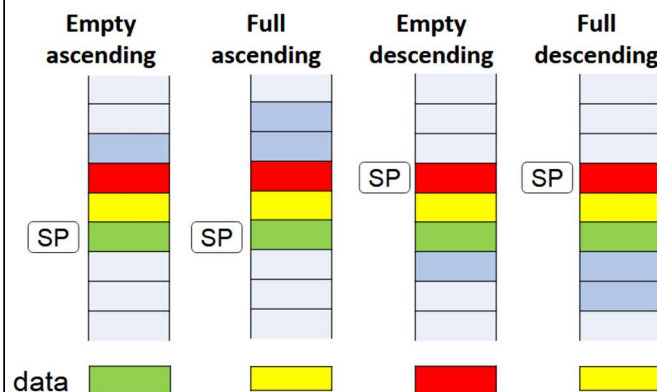 Empty
ascending
Full
ascending
Empty
descending
Full
descending
SP
SP
SP
SP
data